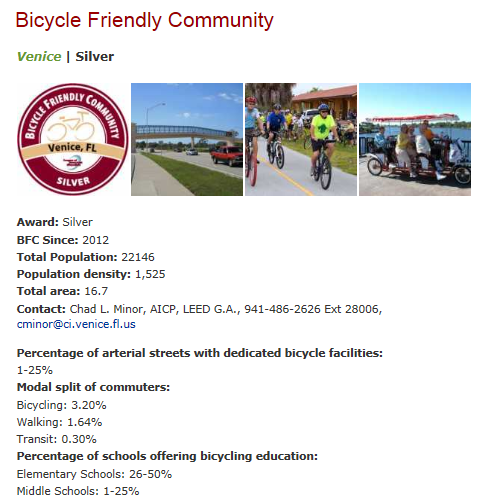 Bicycle Friendly Community
Venice | Silver
BICYCLE FRIENDLY COMMUNITY
Venice, FL
SILVER
Award: Silver
BFC Since: 2012
Total Population: 22146
Population density: 1,525
Total area: 16.7
Contact: Chad L. Minor, AICP, LEED G.A., 941-486-2626 Ext 28006,
cminor@ci.venice.fl.us
Percentage of arterial streets with dedicated bicycle facilities:
1-25%
Modal split of commuters:
Bicycling: 3.20%
Walking: 1.64%
Transit: 0.30%
Percentage of schools offering bicycling education:
Elementary Schools: 26-50%
Middle Schools: 1-25%